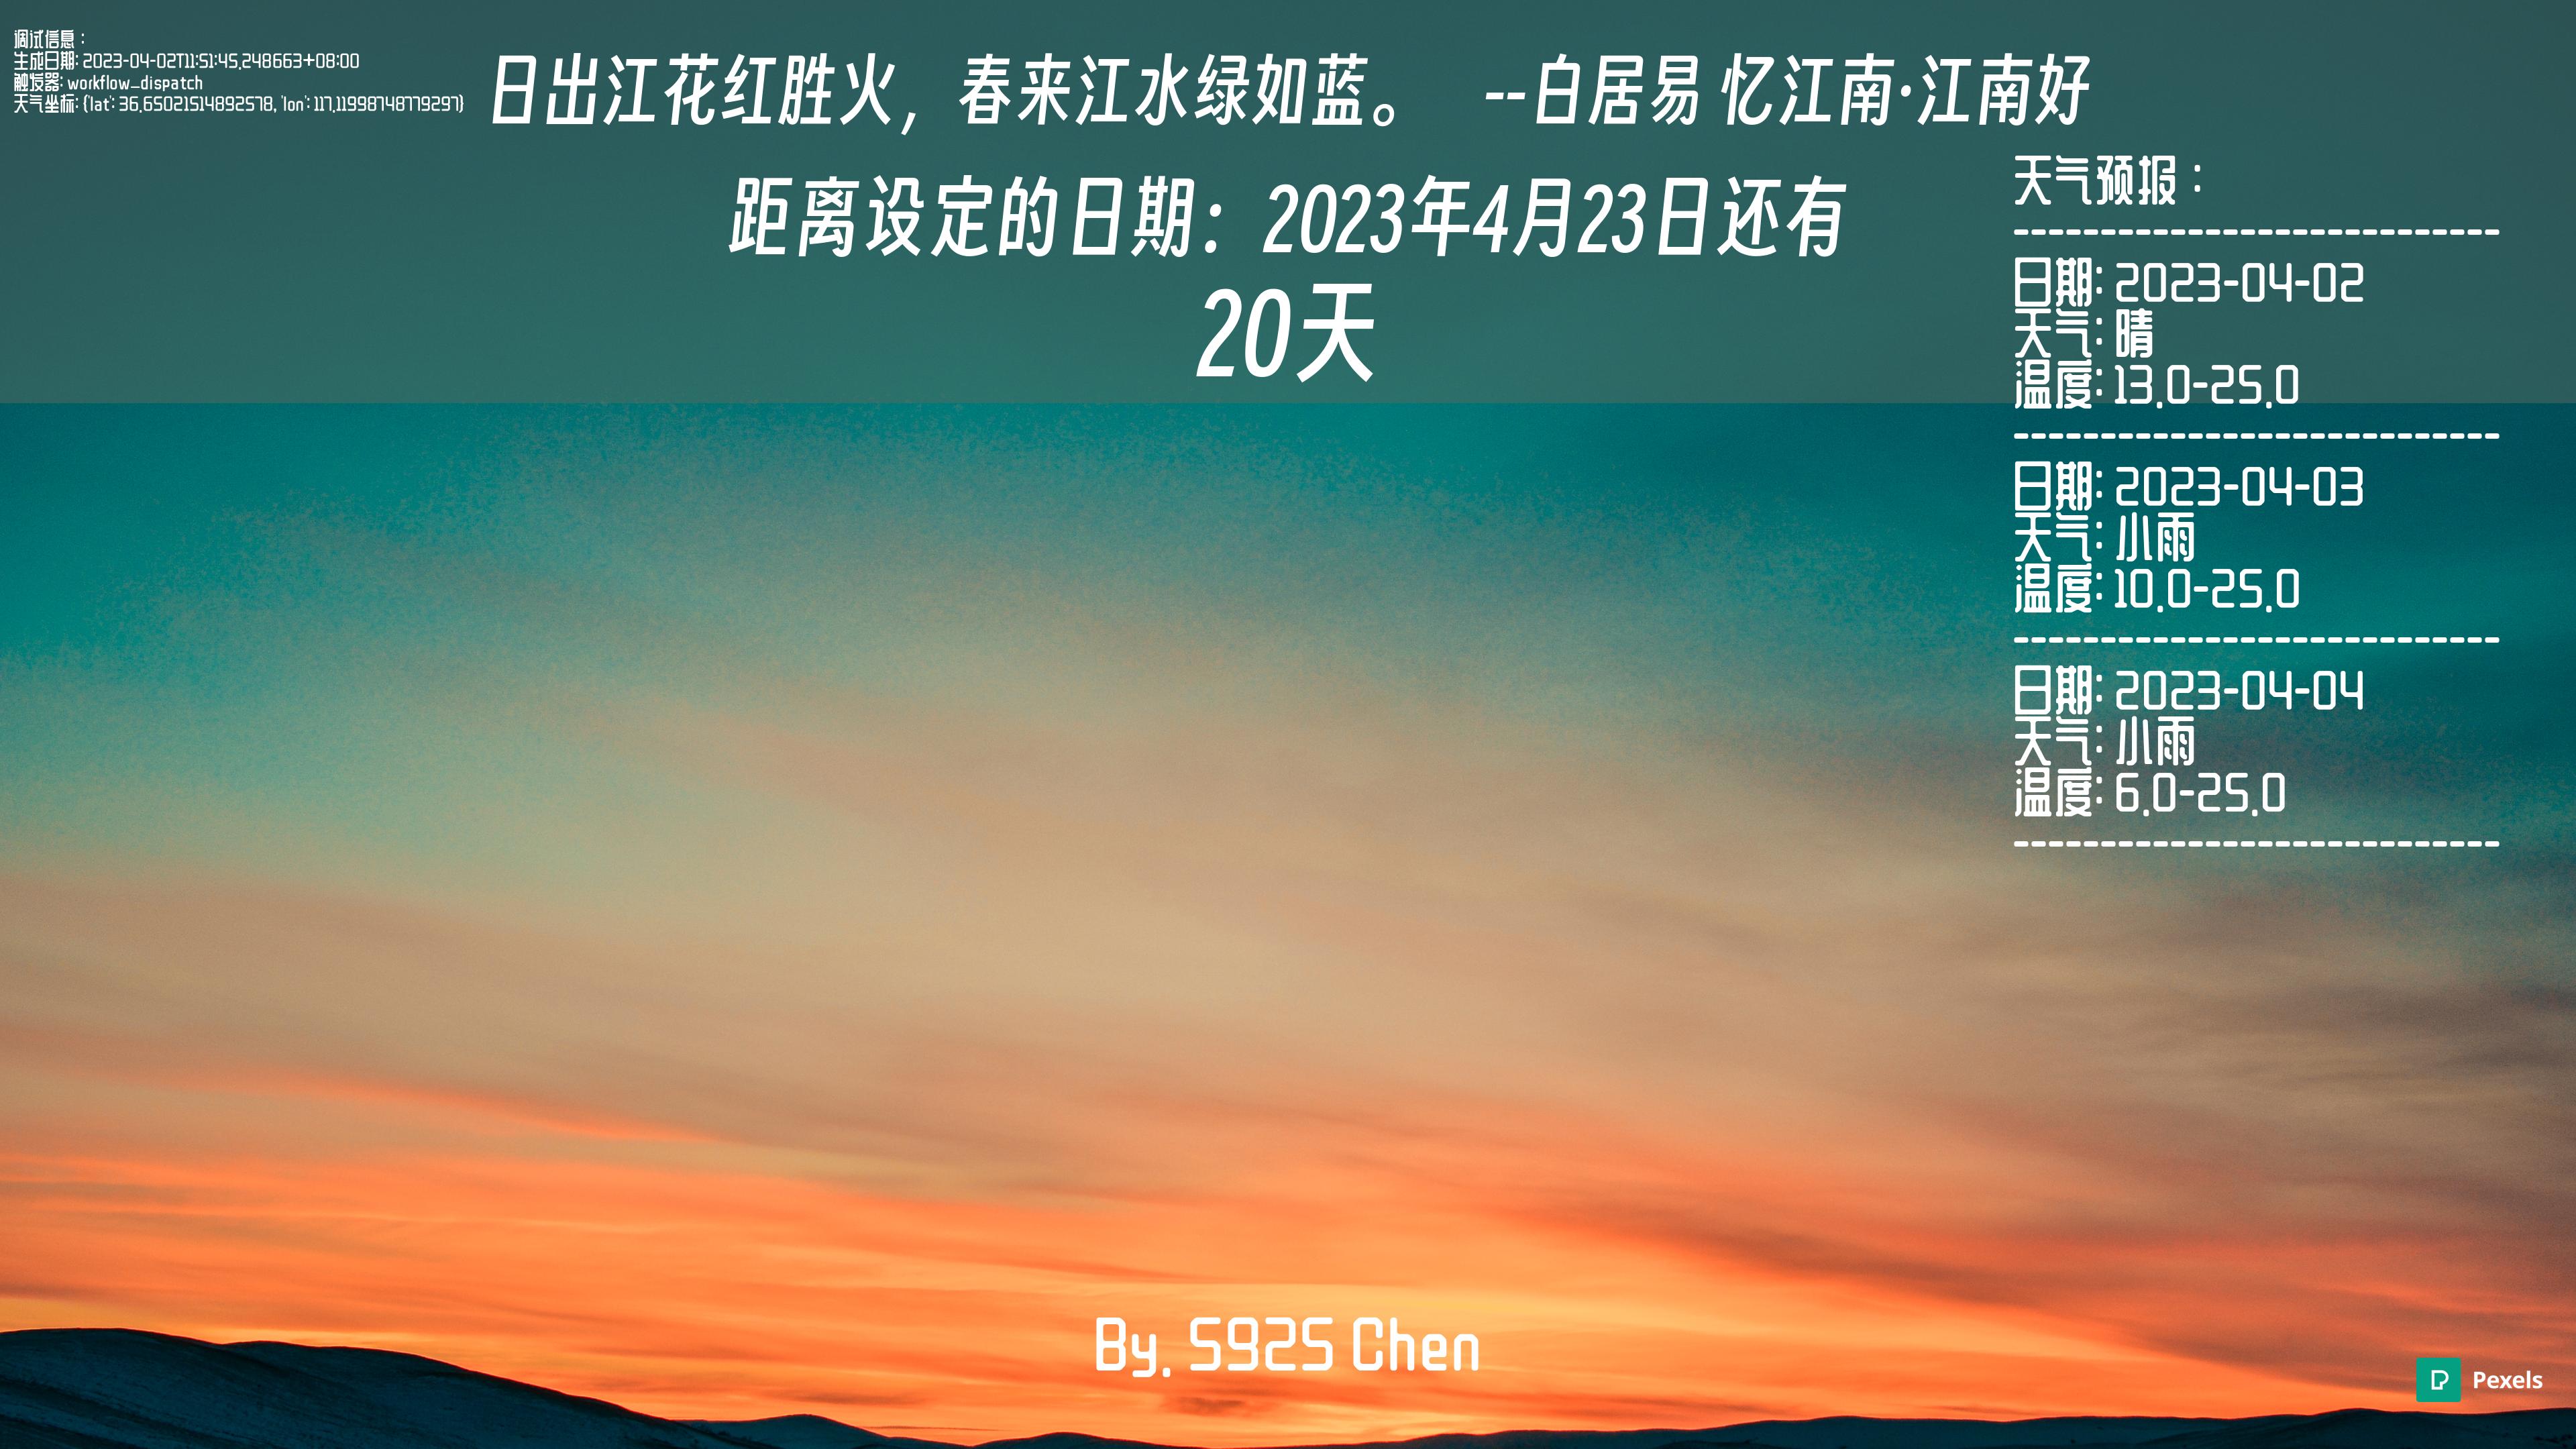 调试信息：
生成日期: 2023-04-02T11:51:45.248663+08:00
触发器: workflow_dispatch
天气坐标: {'lat': 36.65021514892578, 'lon': 117.11998748779297}
日出江花红胜火，春来江水绿如蓝。 --白居易 忆江南·江南好
距离设定的日期：2023年4月23日还有
20天
天气预报：
----------------------------
日期: 2023-04-02
天气: 晴
温度: 13.0-25.0
----------------------------
日期: 2023-04-03
天气: 小雨
温度: 10.0-25.0
----------------------------
日期: 2023-04-04
天气: 小雨
温度: 6.0-25.0
----------------------------
By. S925 Chen
Pexels